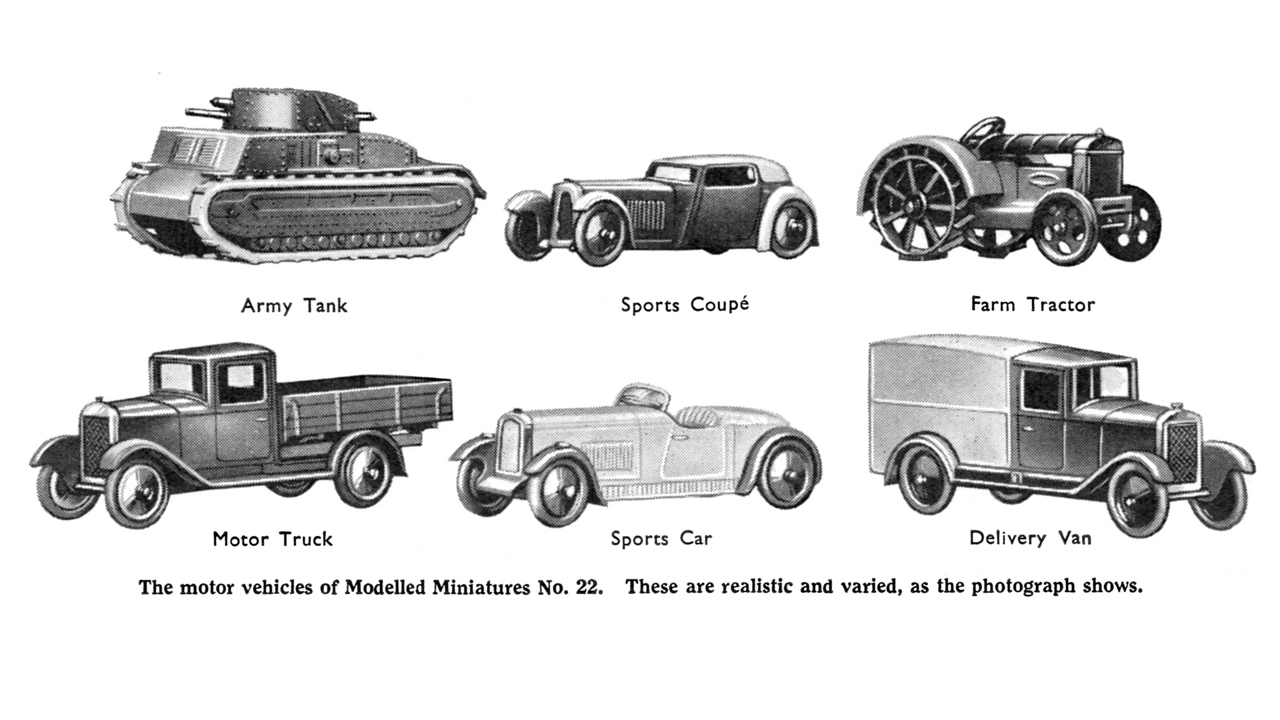 Army Tank
Sports Coupé
Farm Tractor
Motor Truck
Sports Car
Delivery Van
The motor vehicles of Modelled Miniatures No. 22. These are realistic and varied, as the photograph shows.